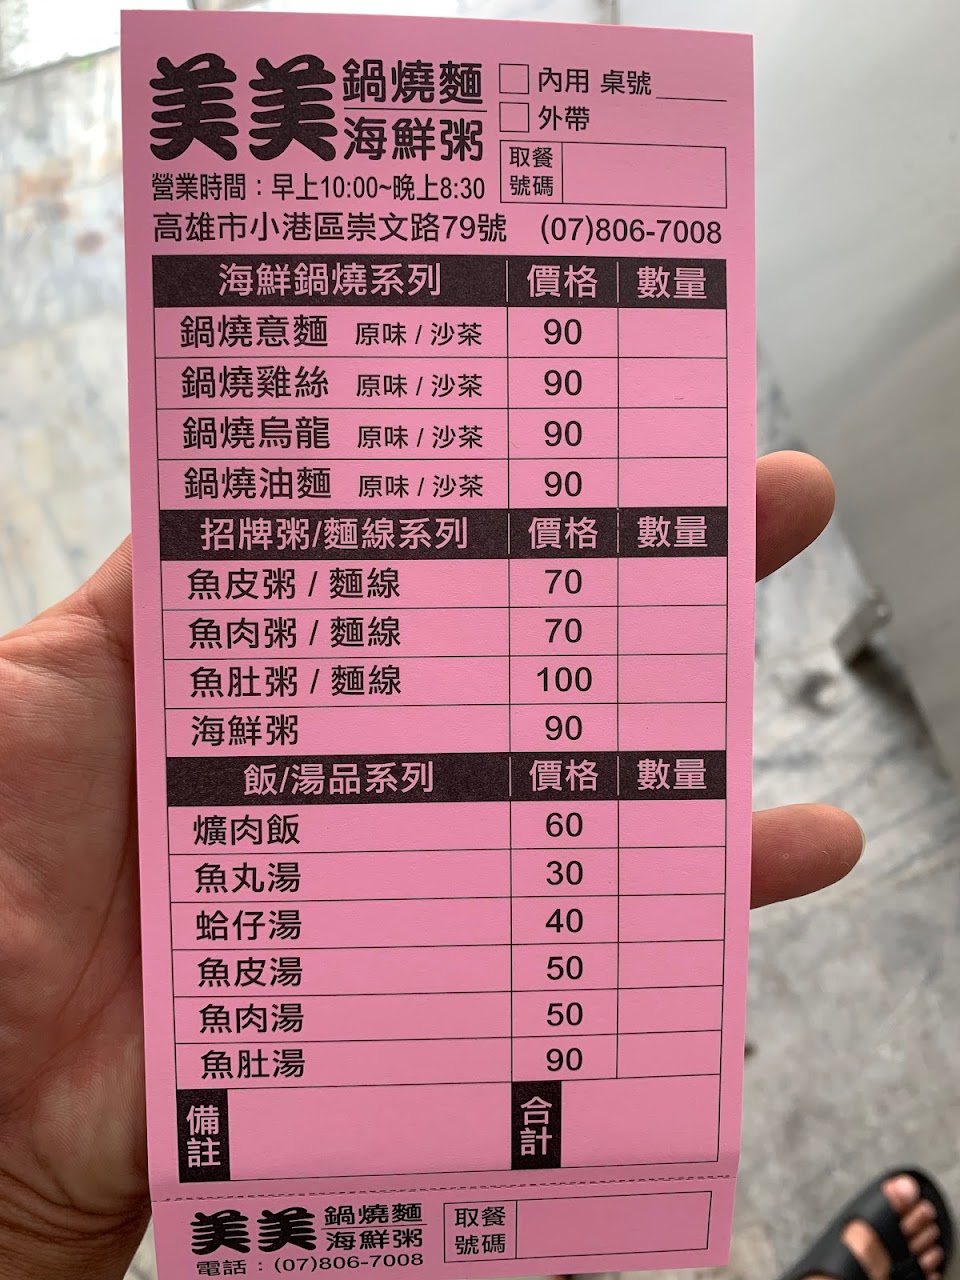 美美 鍋燒麵 海鮮粥
□ 內用 桌號____
□ 外帶
取餐號碼
營業時間：早上10:00~晚上8:30
高雄市小港區崇文路79號 (07)806-7008
海鮮鍋燒系列 價格 數量
鍋燒意麵 原味 / 沙茶 90
鍋燒雞絲 原味 / 沙茶 90
鍋燒烏龍 原味 / 沙茶 90
鍋燒油麵 原味 / 沙茶 90
招牌粥/麵線系列 價格 數量
魚皮粥 / 麵線 70
魚肉粥 / 麵線 70
魚肚粥 / 麵線 100
海鮮粥 90
飯/湯品系列 價格 數量
爌肉飯 60
魚丸湯 30
蛤仔湯 40
魚皮湯 50
魚肉湯 50
魚肚湯 90
備註 合計
美美 鍋燒麵 海鮮粥
取餐號碼
電話：(07)806-7008